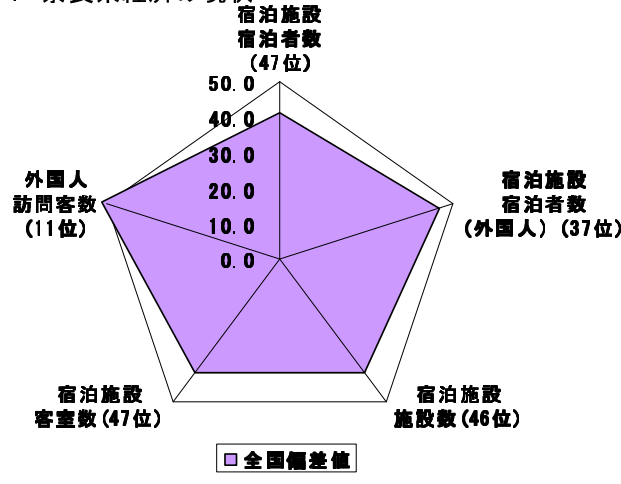 宿泊施設
宿泊者数
(47位)
50.0
40.0
30.0
20.0
10.0
0.0
外国人
訪問客数
(11位)
宿泊施設
宿泊者数
(外国人) (37位)
宿泊施設
客室数(47位)
宿泊施設
施設数(46位)
全国偏差値